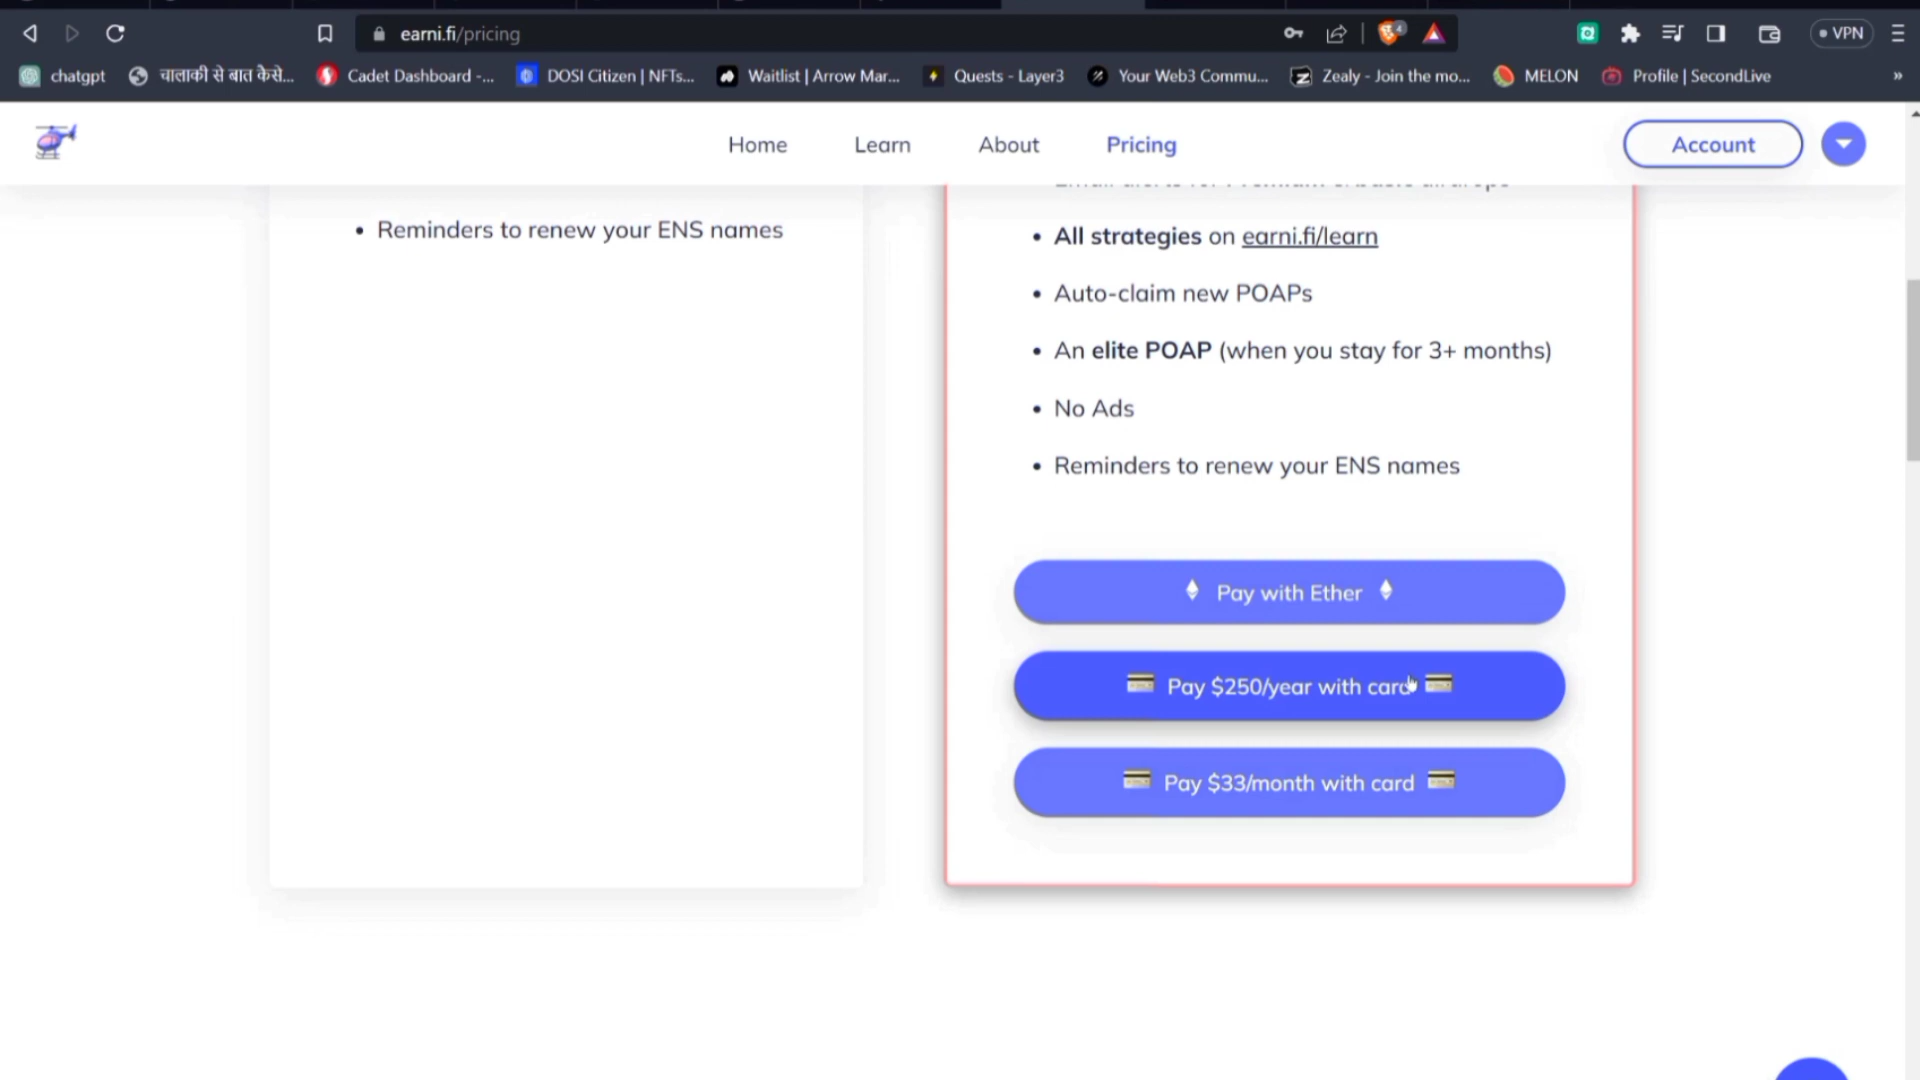 earni.fi/pricing
4
VPN
chatgpt
चालाकी से बात कैसे...
Cadet Dashboard -...
DOSI Citizen | NFTs...
Waitlist | Arrow Mar...
Quests - Layer3
Your Web3 Commu...
Zealy - Join the mo...
MELON
Profile | SecondLive
»
Home
Learn
About
Pricing
Account
• Reminders to renew your ENS names
• All strategies on earni.fi/learn
• Auto-claim new POAPs
• An elite POAP (when you stay for 3+ months)
• No Ads
• Reminders to renew your ENS names
Pay with Ether
Pay $250/year with card
Pay $33/month with card